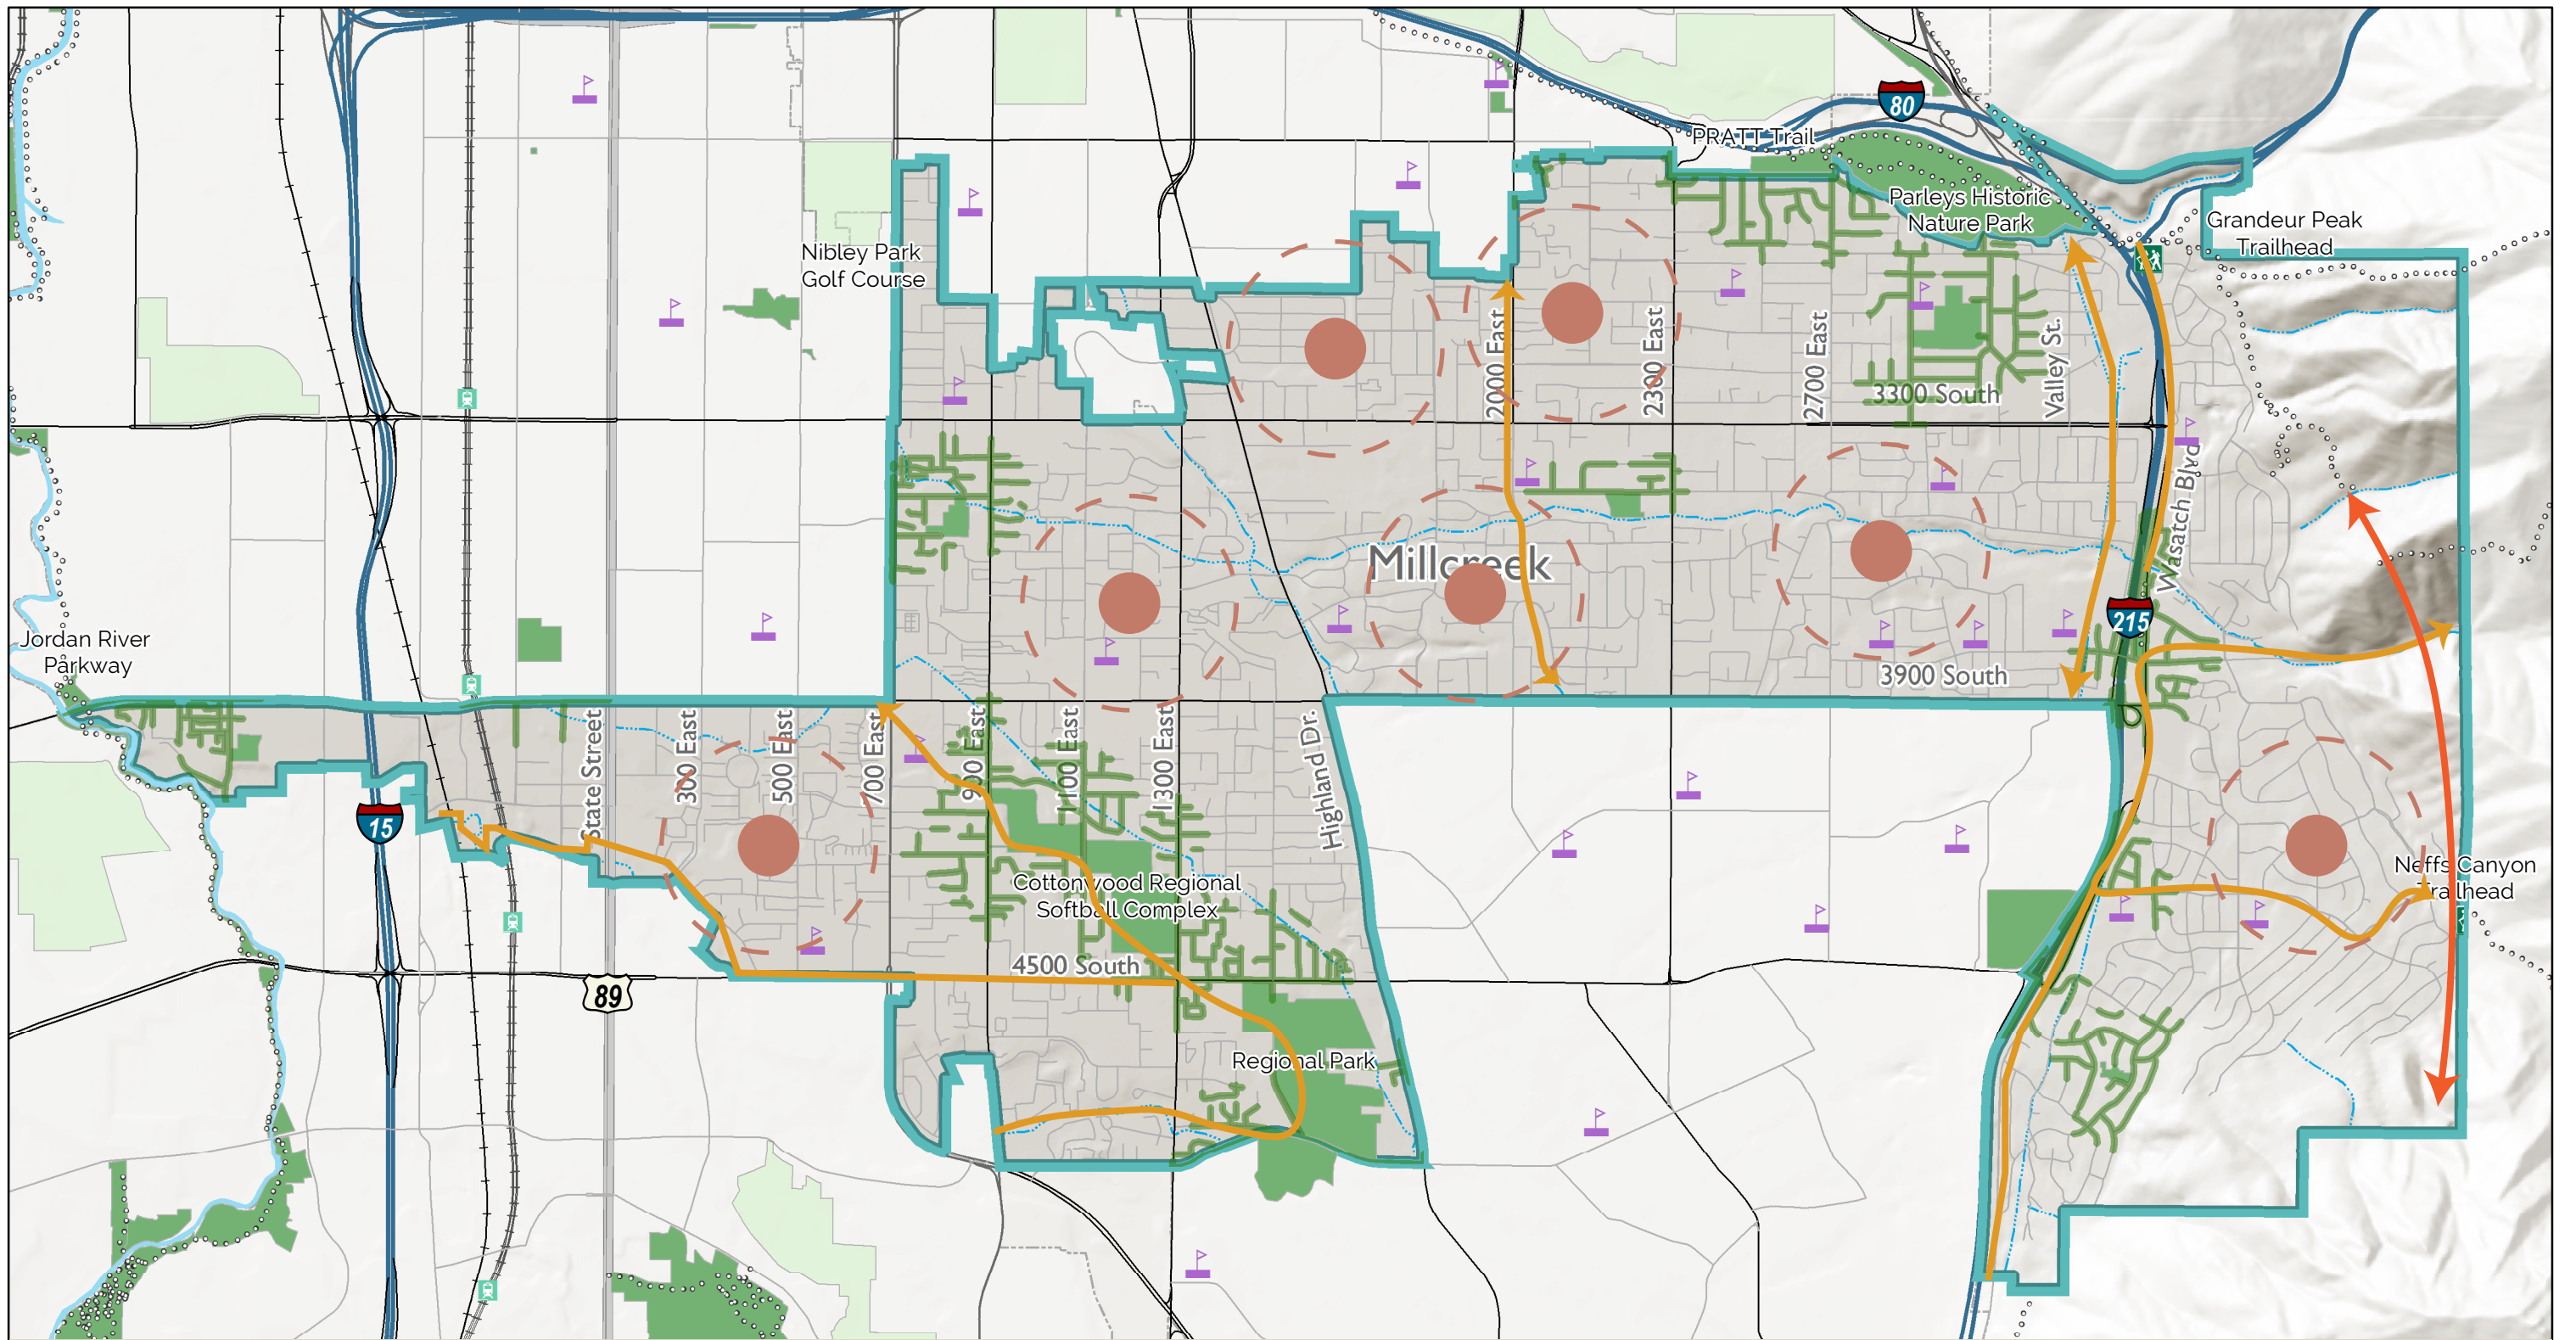 80
PRATT Trail
Parleys Historic
Nature Park
Grandeur Peak
Trailhead
Nibley Park
Golf Course
2000 East
2300 East
2700 East
Valley St.
3300 South
Wasatch Blvd
Millcreek
215
Jordan River
Parkway
3900 South
State Street
300 East
500 East
700 East
900 East
1100 East
1300 East
Highland Dr.
15
Cottonwood Regional
Softball Complex
Neffs Canyon
Trailhead
4500 South
89
Regional Park